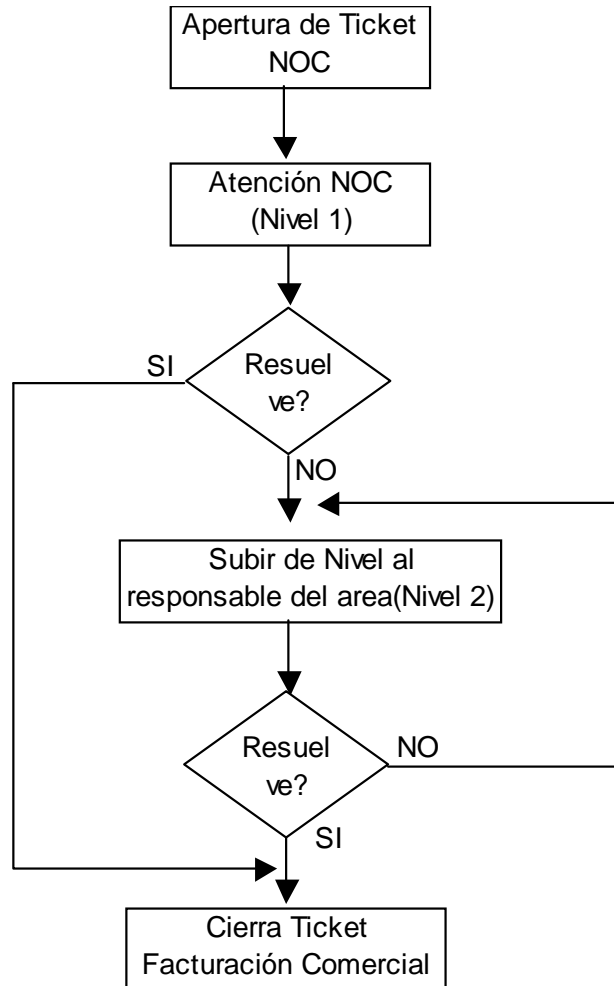 Apertura de Ticket
NOC
Atención NOC
(Nivel 1)
SI
Resuel
ve?
NO
Subir de Nivel al
responsable del area(Nivel 2)
Resuel
ve?
NO
SI
Cierra Ticket
Facturación Comercial